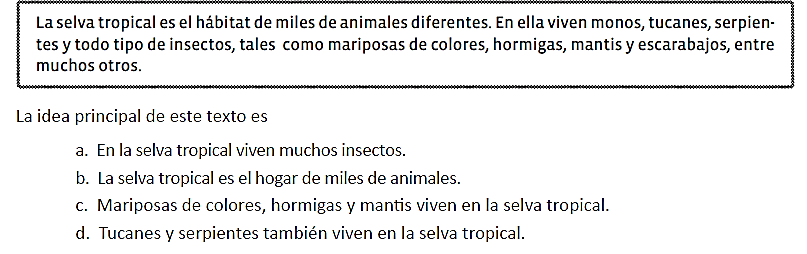 La selva tropical es el hábitat de miles de animales diferentes. En ella viven monos, tucanes, serpien-
tes y todo tipo de insectos, tales como mariposas de colores, hormigas, mantis y escarabajos, entre
muchos otros.
La idea principal de este texto es
a. En la selva tropical viven muchos insectos.
b. La selva tropical es el hogar de miles de animales.
c. Mariposas de colores, hormigas y mantis viven en la selva tropical.
d. Tucanes y serpientes también viven en la selva tropical.